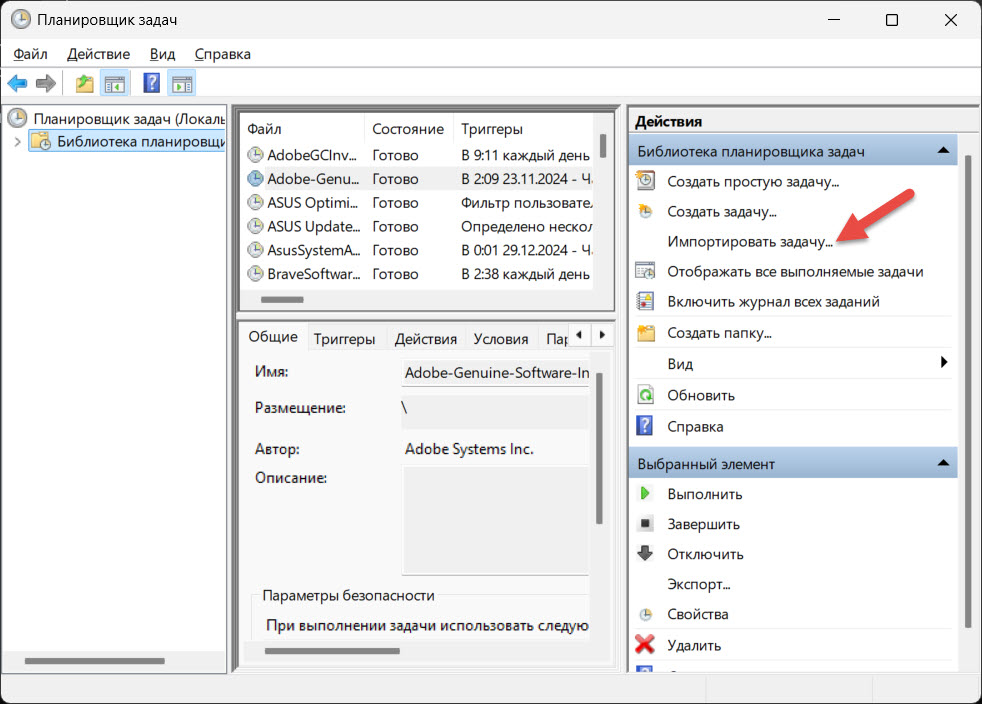 Планировщик задач
Файл Действие Вид Справка
Планировщик задач (Локаль
Библиотека планировщи
Файл Состояние Триггеры
AdobeGCInv... Готово В 9:11 каждый день
Adobe-Genu... Готово В 2:09 23.11.2024 - Ч
ASUS Optimi... Готово Фильтр пользовател
ASUS Update... Готово Определено нескол
AsusSystemA... Готово В 0:01 29.12.2024 - Ч
BraveSoftwar... Готово В 2:38 каждый день
Общие Триггеры Действия Условия Пар
Имя: Adobe-Genuine-Software-In
Размещение: \
Автор: Adobe Systems Inc.
Описание:
Параметры безопасности
При выполнении задачи использовать следую
Действия
Библиотека планировщика задач
Создать простую задачу...
Создать задачу...
Импортировать задачу...
Отображать все выполняемые задачи
Включить журнал всех заданий
Создать папку...
Вид
Обновить
Справка
Выбранный элемент
Выполнить
Завершить
Отключить
Экспорт...
Свойства
Удалить